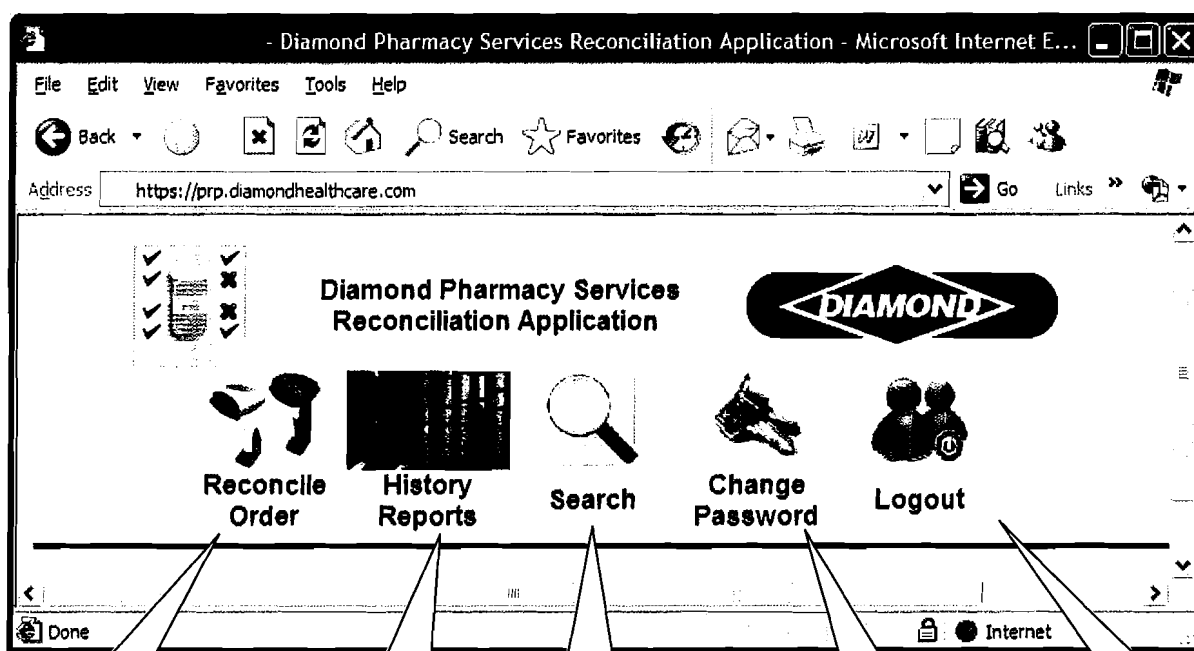 - Diamond Pharmacy Services Reconciliation Application - Microsoft Internet E...
File Edit View Favorites Tools Help
Back Search Favorites
Address https://prp.diamondhealthcare.com Go Links »
Diamond Pharmacy Services
Reconciliation Application
DIAMOND
Reconcile
Order
History
Reports
Search
Change
Password
Logout
Done Internet